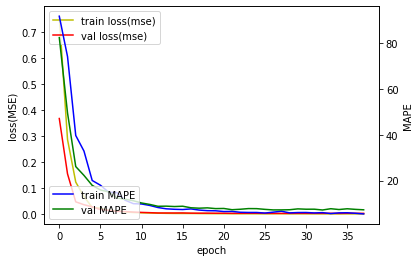 train loss(mse)
val loss(mse)
train MAPE
val MAPE
loss(MSE)
0.7
0.6
0.5
0.4
0.3
0.2
0.1
0.0
80
60
40
20
MAPE
0 5 10 15 20 25 30 35
epoch